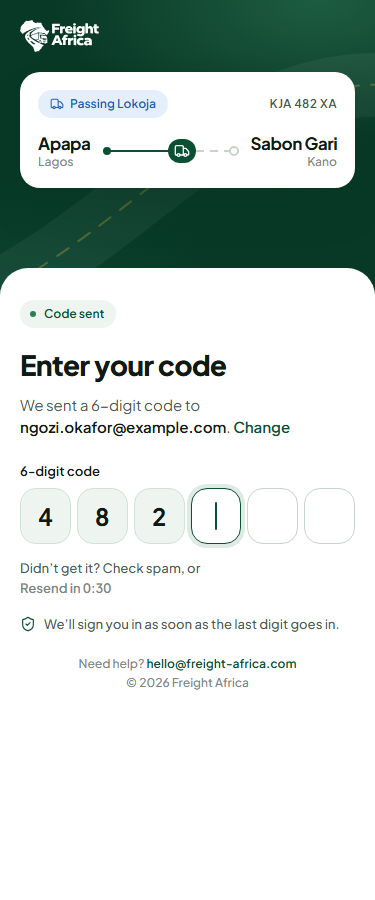 Freight
Africa
Passing Lokoja
KJA 482 XA
Apapa
Sabon Gari
Lagos
Kano
Code sent
Enter your code
We sent a 6-digit code to
ngozi.okafor@example.com. Change
6-digit code
4 8 2
Didn't get it? Check spam, or
Resend in 0:30
We'll sign you in as soon as the last digit goes in.
Need help? hello@freight-africa.com
© 2026 Freight Africa